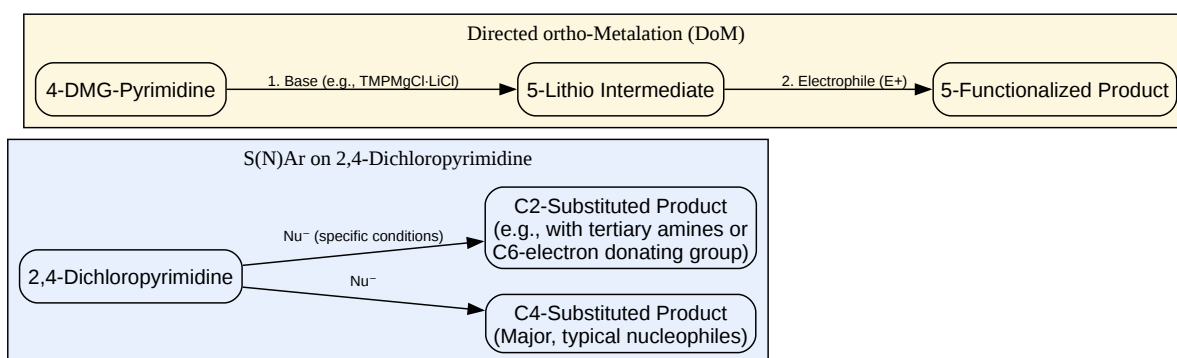 Directed ortho-Metalation (DoM)
4-DMG-Pyrimidine
1. Base (e.g., TMPMgCl·LiCl)
5-Lithio Intermediate
2. Electrophile (E+)
5-Functionalized Product
S(N)Ar on 2,4-Dichloropyrimidine
2,4-Dichloropyrimidine
Nu⁻ (specific conditions)
C2-Substituted Product
(e.g., with tertiary amines or
C6-electron donating group)
Nu⁻
C4-Substituted Product
(Major, typical nucleophiles)